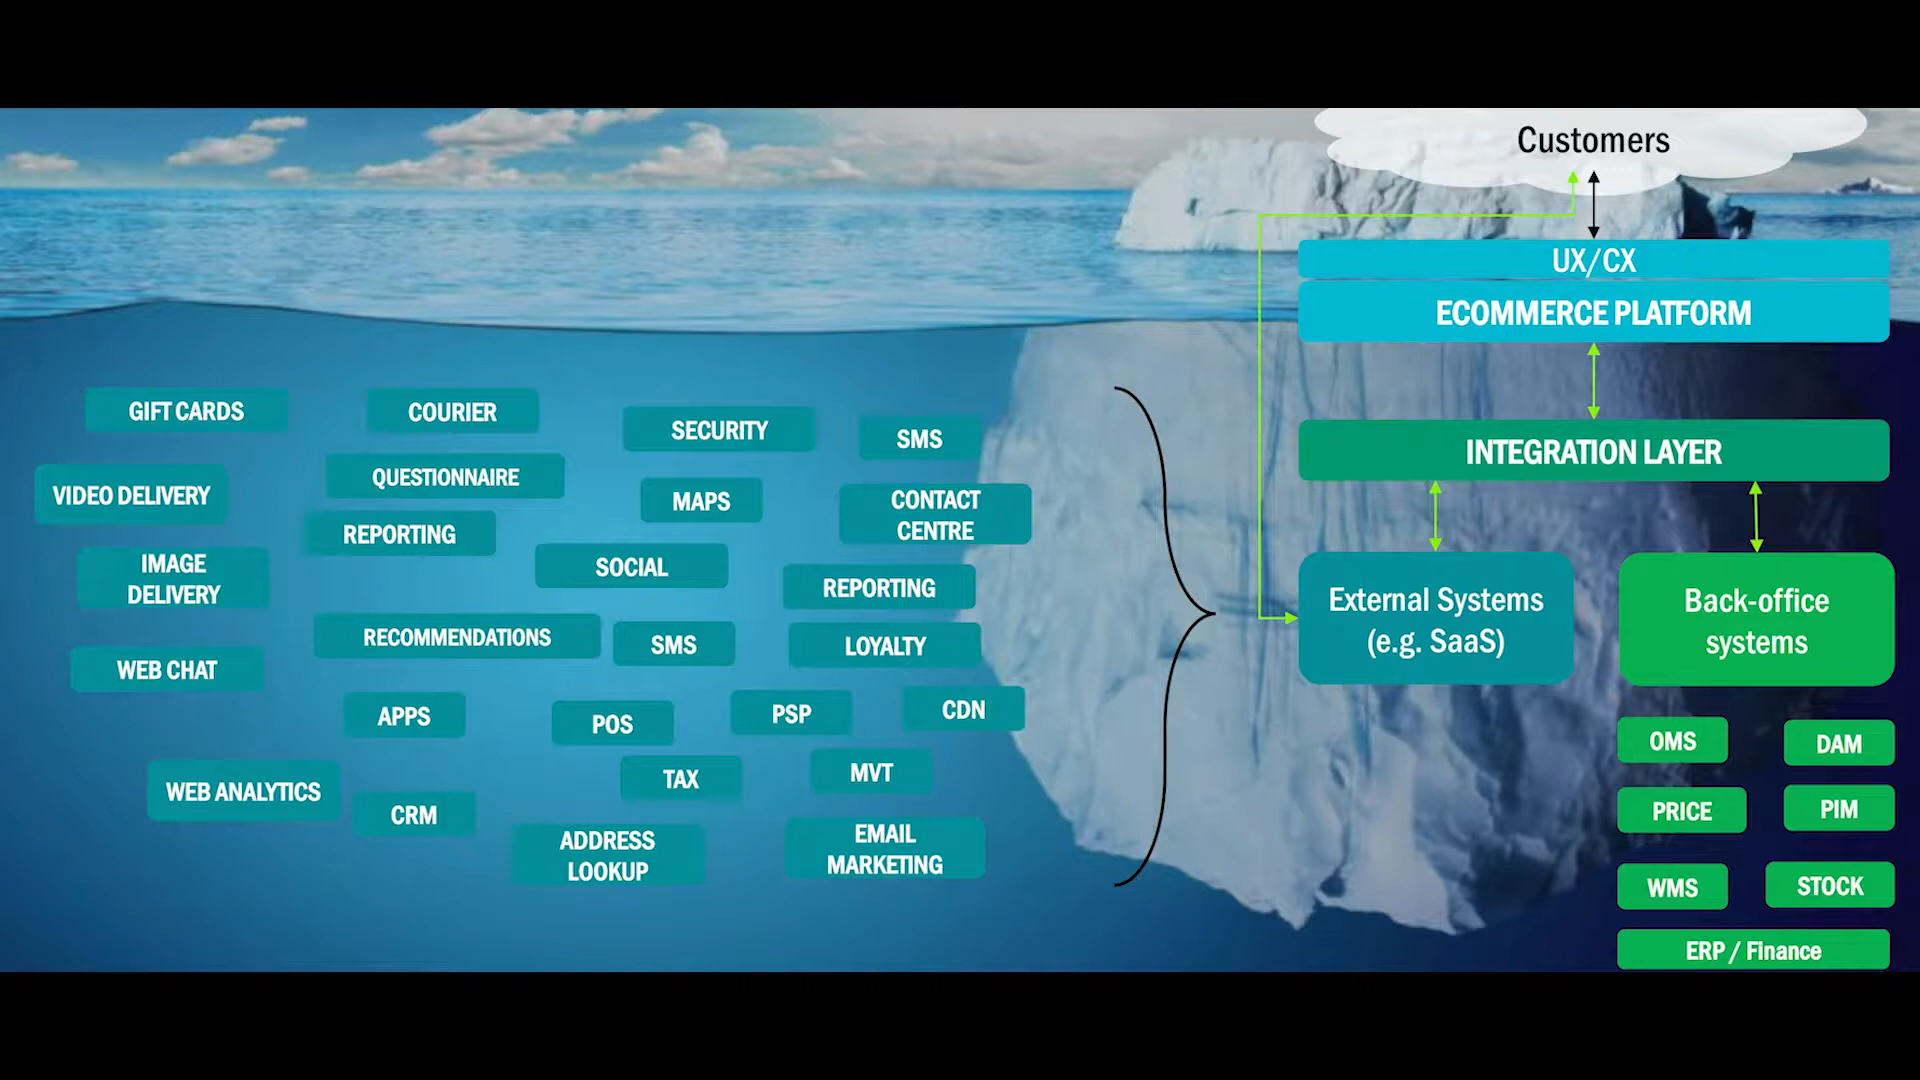 Customers
UX/CX
ECOMMERCE PLATFORM
INTEGRATION LAYER
External Systems
(e.g. SaaS)
Back-office
systems
OMS
DAM
PRICE
PIM
WMS
STOCK
ERP / Finance
GIFT CARDS
COURIER
SECURITY
SMS
VIDEO DELIVERY
QUESTIONNAIRE
MAPS
CONTACT
CENTRE
REPORTING
IMAGE
DELIVERY
SOCIAL
REPORTING
RECOMMENDATIONS
SMS
LOYALTY
WEB CHAT
APPS
POS
PSP
CDN
WEB ANALYTICS
TAX
MVT
CRM
ADDRESS
LOOKUP
EMAIL
MARKETING